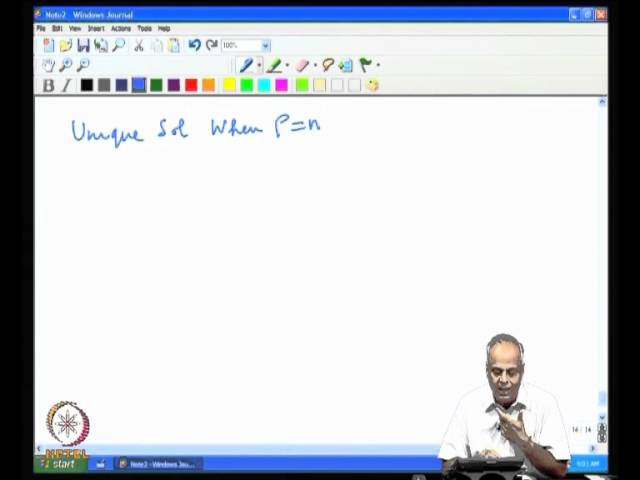 Note2 - Windows Journal
File Edit View Insert Actions Tools Help
100%
B I
Unique Sol When ρ=n
14 / 14
NPTEL
start
Note2 - Windows Jou...